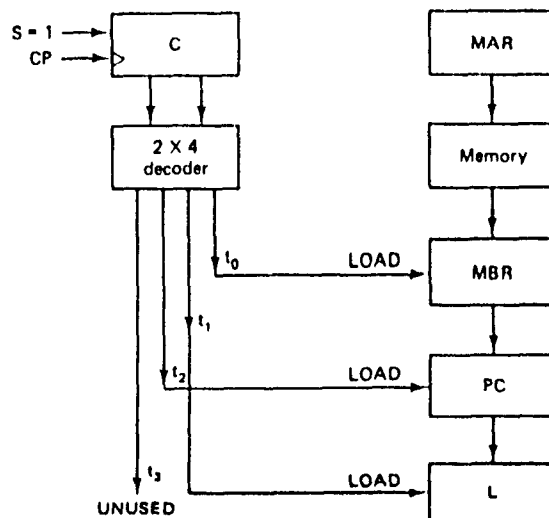 S = 1
CP
C
MAR
2 X 4
decoder
Memory
t0
LOAD
MBR
t1
t2
LOAD
PC
t3
UNUSED
LOAD
L